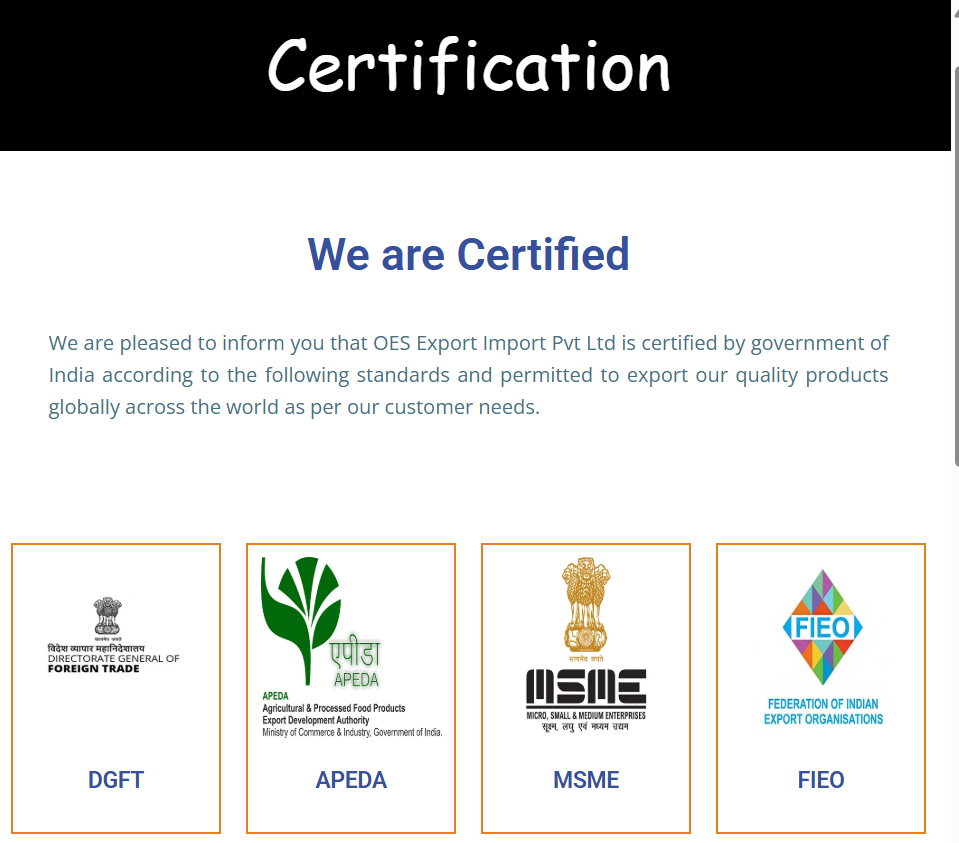 Certification
We are Certified
We are pleased to inform you that OES Export Import Pvt Ltd is certified by government of
India according to the following standards and permitted to export our quality products
globally across the world as per our customer needs.
सत्यमेव जयते
विदेश व्यापार महानिदेशालय
DIRECTORATE GENERAL OF
FOREIGN TRADE
DGFT
एपीडा
APEDA
APEDA
Agricultural & Processed Food Products
Export Development Authority
Ministry of Commerce & Industry, Government of India.
APEDA
सत्यमेव जयते
MSME
MICRO, SMALL & MEDIUM ENTERPRISES
सूक्ष्म, लघु एवं मध्यम उद्यम
MSME
FIEO
FEDERATION OF INDIAN
EXPORT ORGANISATIONS
FIEO